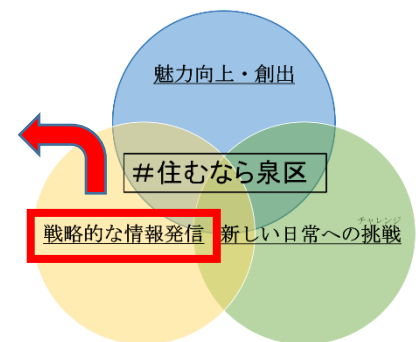 魅力向上・創出
#住むなら泉区
戦略的な情報発信
チャレンジ
新しい日常への挑戦